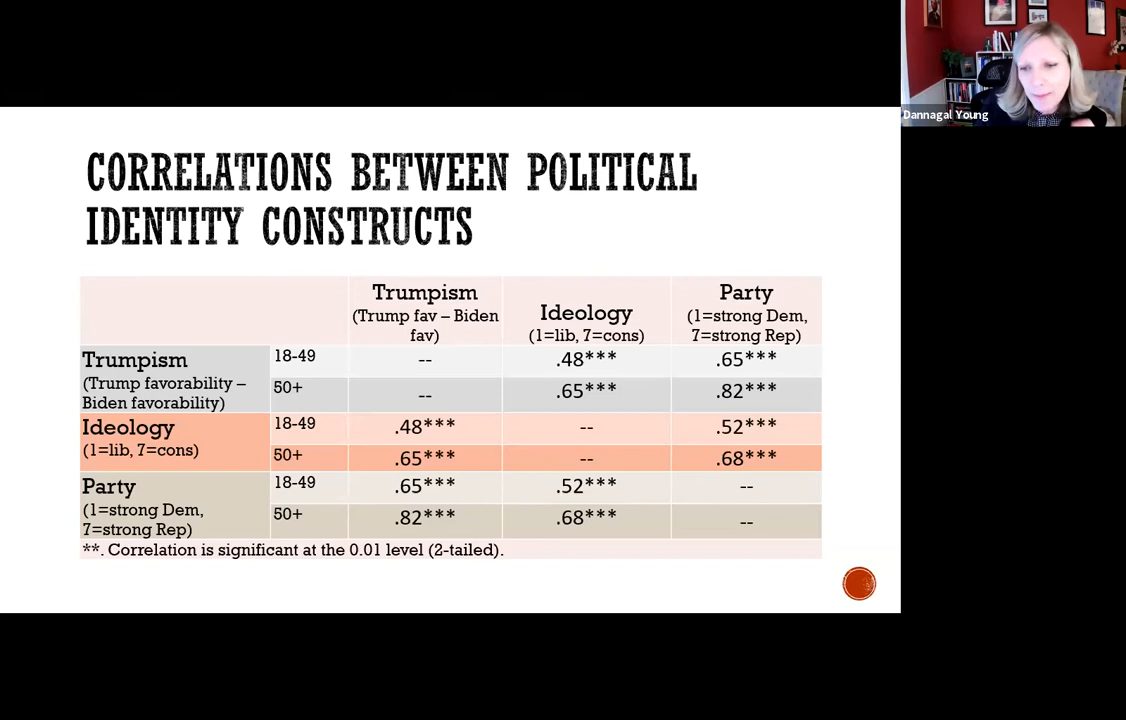 Dannagal Young
CORRELATIONS BETWEEN POLITICAL
IDENTITY CONSTRUCTS
Trumpism
(Trump fav – Biden
fav)
Ideology
(1=lib, 7=cons)
Party
(1=strong Dem,
7=strong Rep)
Trumpism
(Trump favorability –
Biden favorability)
18-49
--
.48***
.65***
50+
--
.65***
.82***
Ideology
(1=lib, 7=cons)
18-49
.48***
--
.52***
50+
.65***
--
.68***
Party
(1=strong Dem,
7=strong Rep)
18-49
.65***
.52***
--
50+
.82***
.68***
--
**. Correlation is significant at the 0.01 level (2-tailed).